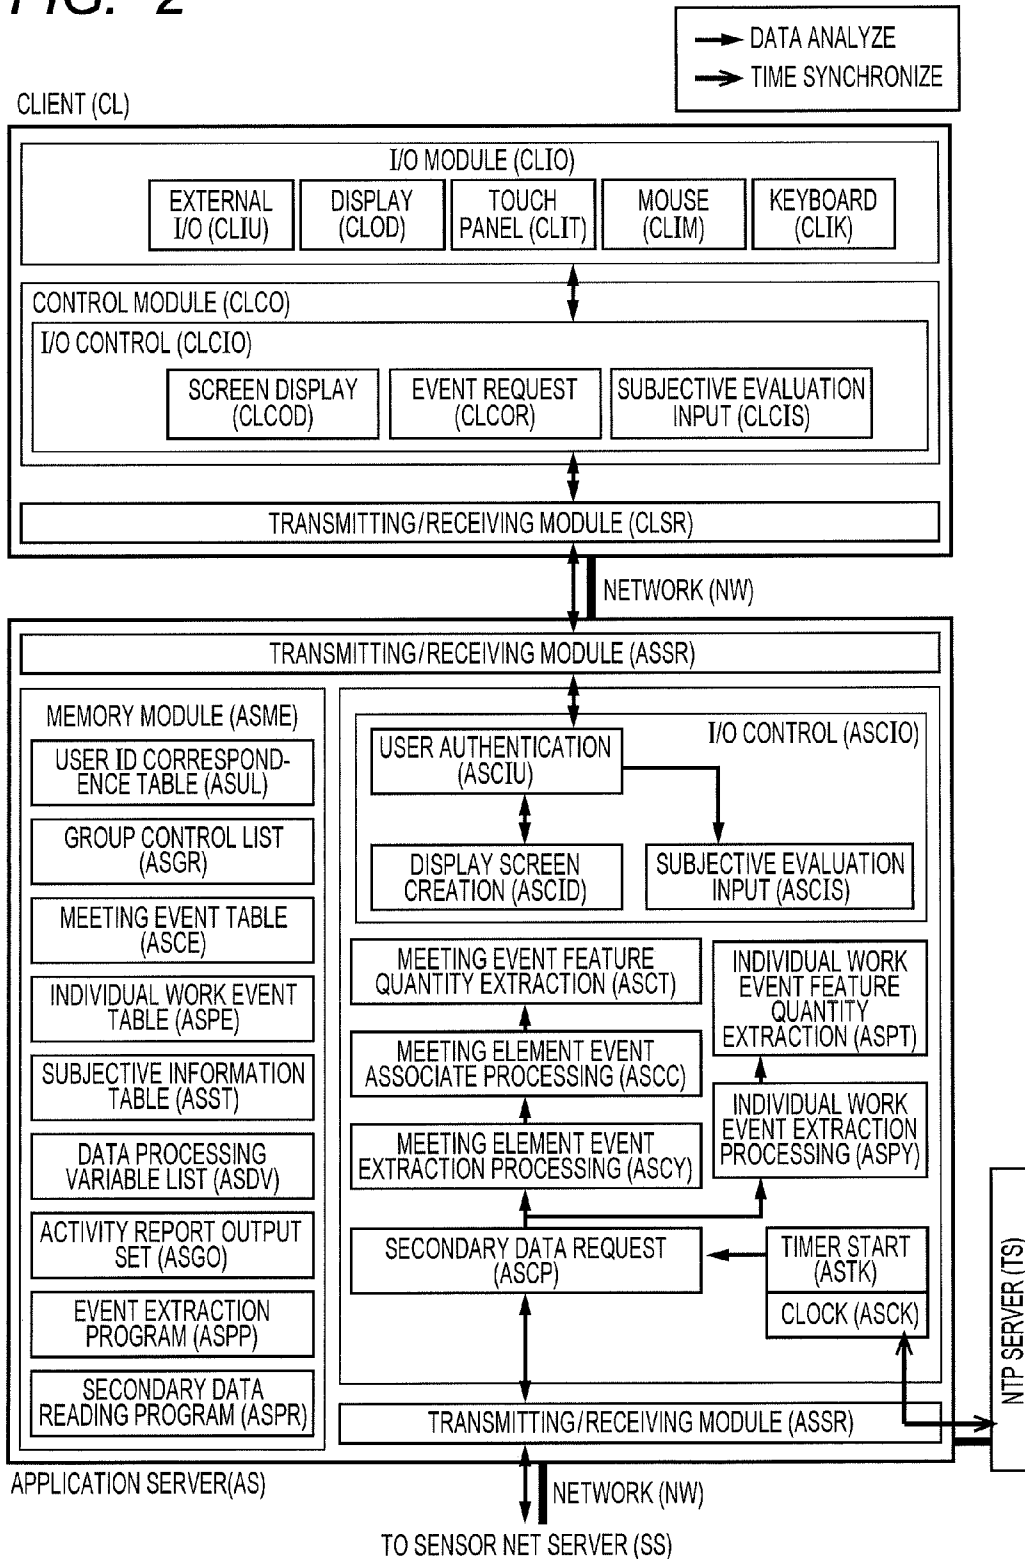 FIG. 2
DATA ANALYZE
TIME SYNCHRONIZE
CLIENT (CL)
I/O MODULE (CLIO)
EXTERNAL
I/O (CLIU)
DISPLAY
(CLOD)
TOUCH
PANEL (CLIT)
MOUSE
(CLIM)
KEYBOARD
(CLIK)
CONTROL MODULE (CLCO)
I/O CONTROL (CLCIO)
SCREEN DISPLAY
(CLCOD)
EVENT REQUEST
(CLCOR)
SUBJECTIVE EVALUATION
INPUT (CLCIS)
TRANSMITTING/RECEIVING MODULE (CLSR)
NETWORK (NW)
TRANSMITTING/RECEIVING MODULE (ASSR)
MEMORY MODULE (ASME)
USER ID CORRESPOND-
ENCE TABLE (ASUL)
GROUP CONTROL LIST
(ASGR)
MEETING EVENT TABLE
(ASCE)
INDIVIDUAL WORK EVENT
TABLE (ASPE)
SUBJECTIVE INFORMATION
TABLE (ASST)
DATA PROCESSING
VARIABLE LIST (ASDV)
ACTIVITY REPORT OUTPUT
SET (ASGO)
EVENT EXTRACTION
PROGRAM (ASPP)
SECONDARY DATA
READING PROGRAM (ASPR)
I/O CONTROL (ASCIO)
USER AUTHENTICATION
(ASCIU)
DISPLAY SCREEN
CREATION (ASCID)
SUBJECTIVE EVALUATION
INPUT (ASCIS)
MEETING EVENT FEATURE
QUANTITY EXTRACTION (ASCT)
INDIVIDUAL WORK
EVENT FEATURE
QUANTITY
EXTRACTION (ASPT)
MEETING ELEMENT EVENT
ASSOCIATE PROCESSING (ASCC)
MEETING ELEMENT EVENT
EXTRACTION PROCESSING (ASCY)
INDIVIDUAL WORK
EVENT EXTRACTION
PROCESSING (ASPY)
SECONDARY DATA REQUEST
(ASCP)
TIMER START
(ASTK)
CLOCK (ASCK)
NTP SERVER (TS)
TRANSMITTING/RECEIVING MODULE (ASSR)
APPLICATION SERVER(AS)
NETWORK (NW)
TO SENSOR NET SERVER (SS)